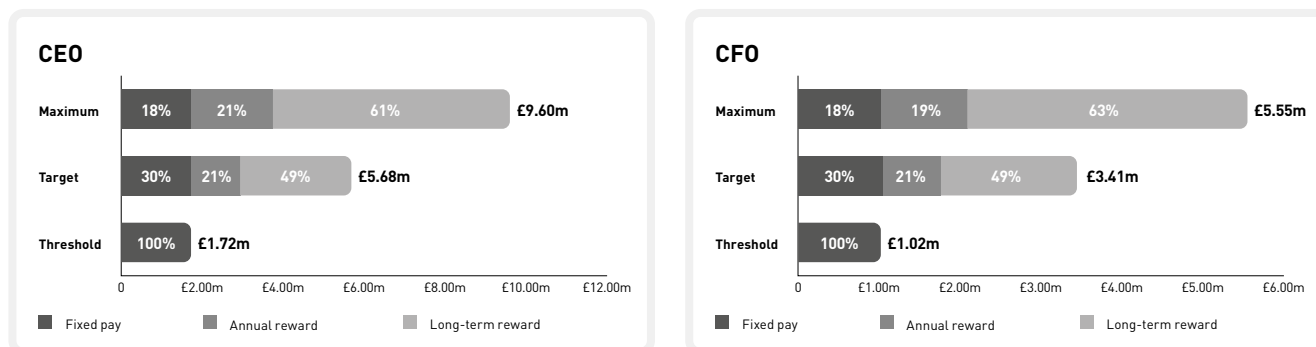 CEO
Maximum 18% 21% 61% £9.60m
Target 30% 21% 49% £5.68m
Threshold 100% £1.72m
0 £2.00m £4.00m £6.00m £8.00m £10.00m £12.00m
Fixed pay Annual reward Long-term reward
CFO
Maximum 18% 19% 63% £5.55m
Target 30% 21% 49% £3.41m
Threshold 100% £1.02m
0 £1.00m £2.00m £3.00m £4.00m £5.00m £6.00m
Fixed pay Annual reward Long-term reward